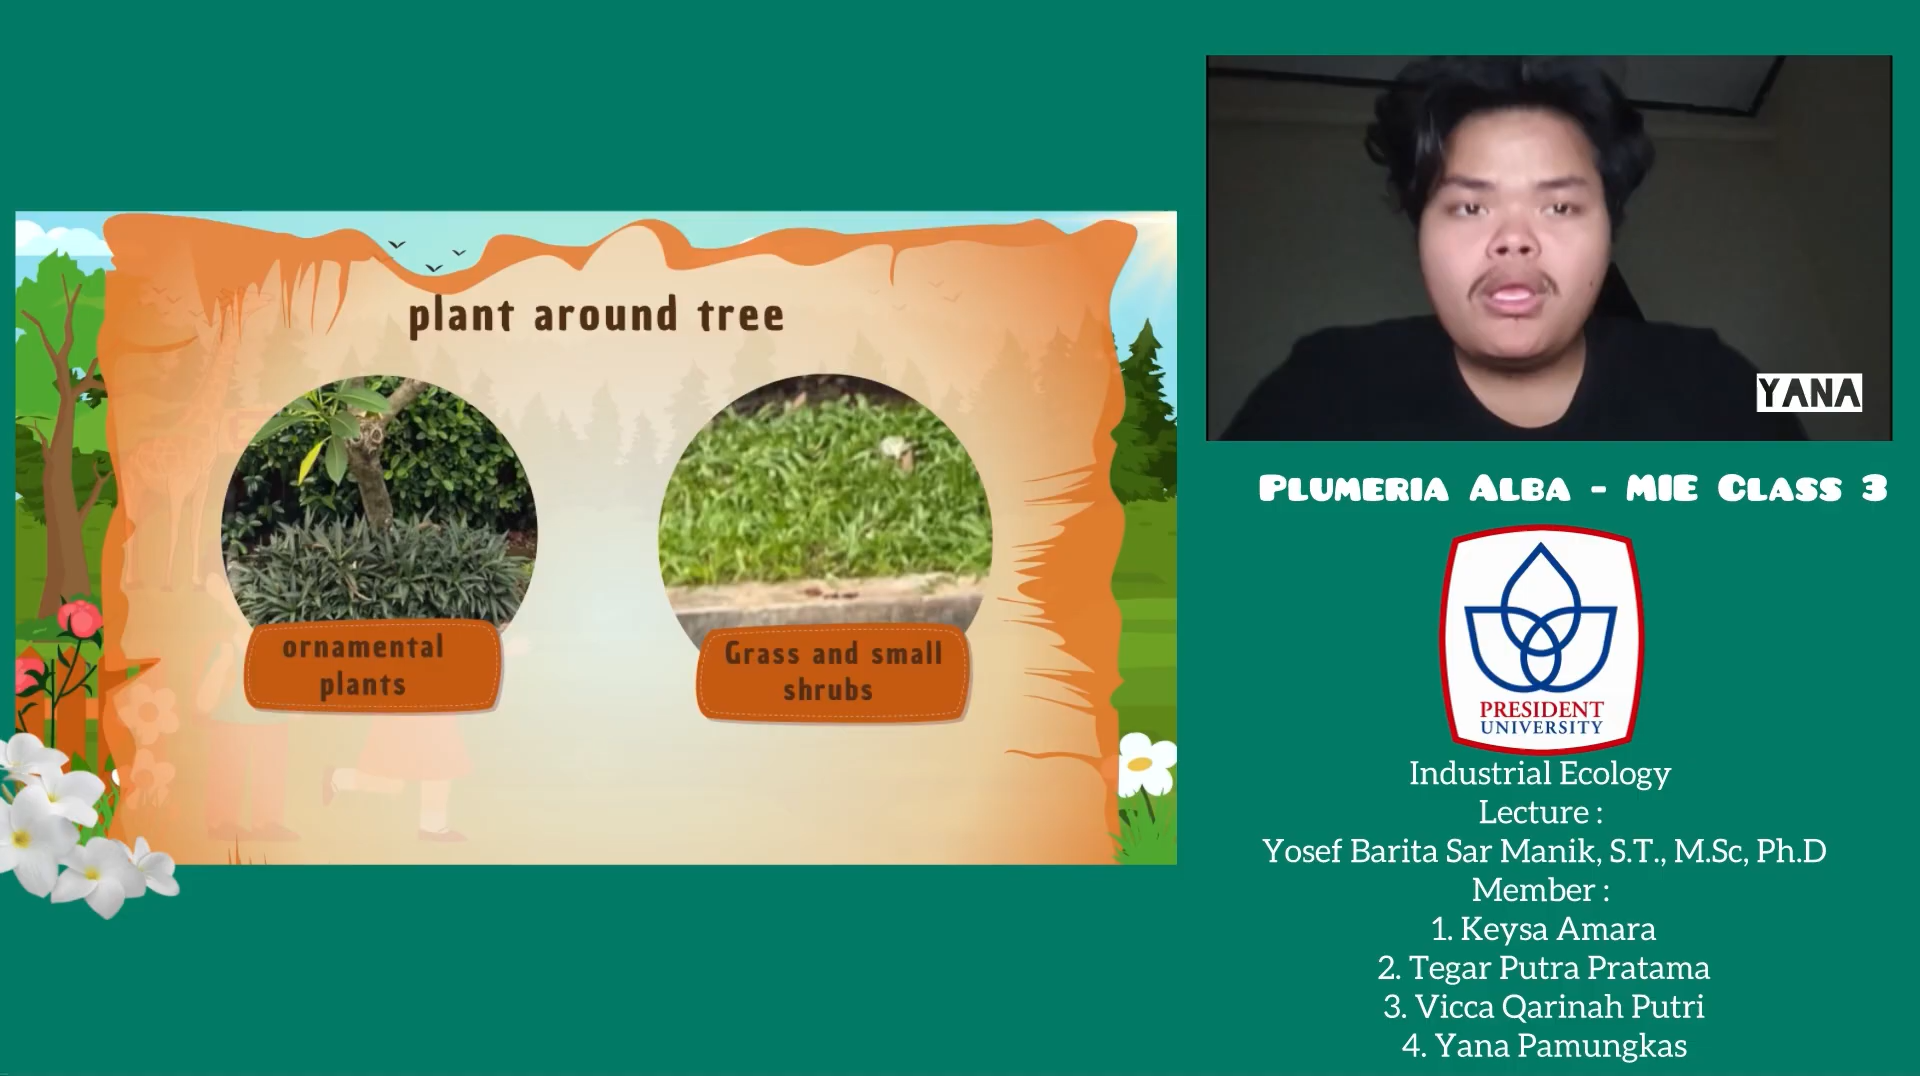 plant around tree
ornamental
plants
Grass and small
shrubs
YANA
Plumeria Alba - MIE Class 3
PRESIDENT
UNIVERSITY
Industrial Ecology
Lecture :
Yosef Barita Sar Manik, S.T., M.Sc, Ph.D
Member :
1. Keysa Amara
2. Tegar Putra Pratama
3. Vicca Qarinah Putri
4. Yana Pamungkas